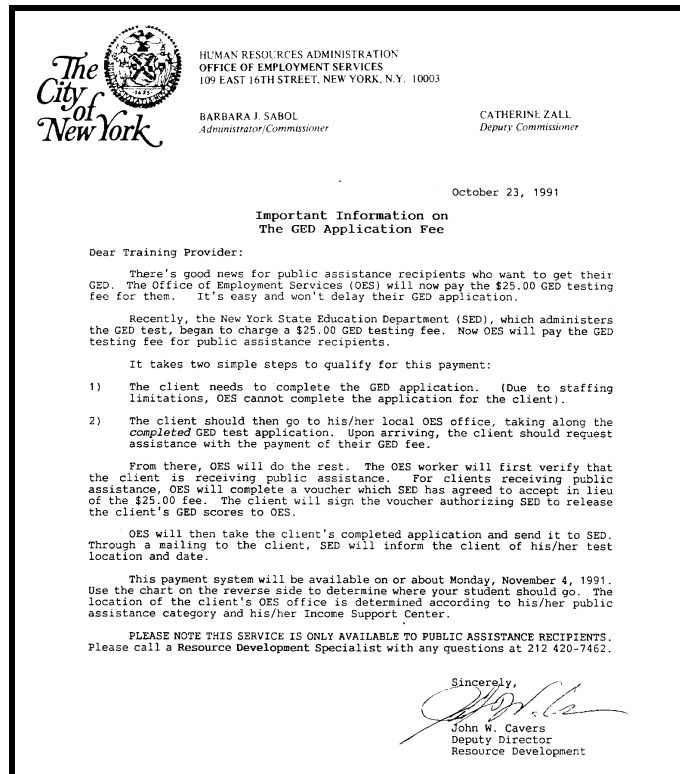 The
City
of
New York
1625
HUMAN RESOURCES ADMINISTRATION
OFFICE OF EMPLOYMENT SERVICES
109 EAST 16TH STREET, NEW YORK, N.Y. 10003
BARBARA J. SABOL
Administrator/Commissioner
CATHERINE ZALL
Deputy Commissioner
October 23, 1991
Important Information on
The GED Application Fee
Dear Training Provider:
There's good news for public assistance recipients who want to get their
GED. The Office of Employment Services (OES) will now pay the $25.00 GED testing
fee for them. It's easy and won't delay their GED application.
Recently, the New York State Education Department (SED), which administers
the GED test, began to charge a $25.00 GED testing fee. Now OES will pay the GED
testing fee for public assistance recipients.
It takes two simple steps to qualify for this payment:
1) The client needs to complete the GED application. (Due to staffing
limitations, OES cannot complete the application for the client).
2) The client should then go to his/her local OES office, taking along the
completed GED test application. Upon arriving, the client should request
assistance with the payment of their GED fee.
From there, OES will do the rest. The OES worker will first verify that
the client is receiving public assistance. For clients receiving public
assistance, OES will complete a voucher which SED has agreed to accept in lieu
of the $25.00 fee. The client will sign the voucher authorizing SED to release
the client's GED scores to OES.
OES will then take the client's completed application and send it to SED.
Through a mailing to the client, SED will inform the client of his/her test
location and date.
This payment system will be available on or about Monday, November 4, 1991.
Use the chart on the reverse side to determine where your student should go. The
location of the client's OES office is determined according to his/her public
assistance category and his/her Income Support Center.
PLEASE NOTE THIS SERVICE IS ONLY AVAILABLE TO PUBLIC ASSISTANCE RECIPIENTS.
Please call a Resource Development Specialist with any questions at 212 420-7462.
Sincerely,
John W. Cavers
Deputy Director
Resource Development